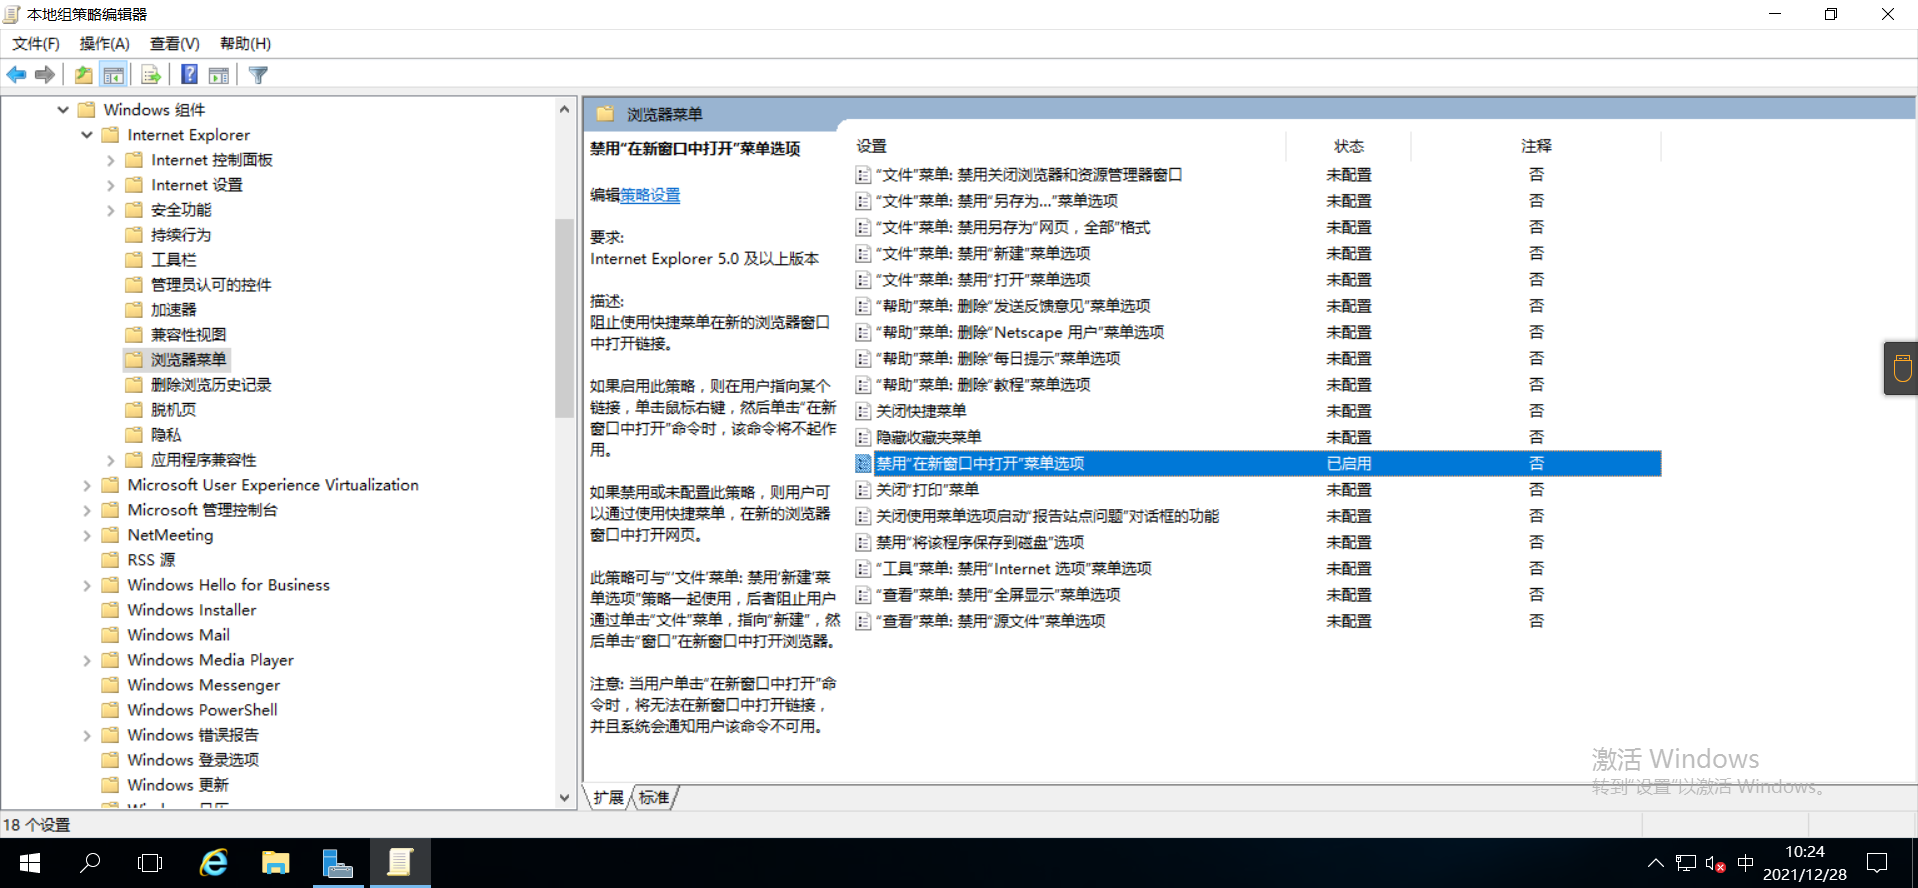 本地组策略编辑器
文件(F) 操作(A) 查看(V) 帮助(H)
Windows 组件
Internet Explorer
Internet 控制面板
Internet 设置
安全功能
持续行为
工具栏
管理员认可的控件
加速器
兼容性视图
浏览器菜单
删除浏览历史记录
脱机页
隐私
应用程序兼容性
Microsoft User Experience Virtualization
Microsoft 管理控制台
NetMeeting
RSS 源
Windows Hello for Business
Windows Installer
Windows Mail
Windows Media Player
Windows Messenger
Windows PowerShell
Windows 错误报告
Windows 登录选项
Windows 更新
浏览器菜单
禁用“在新窗口中打开”菜单选项
编辑策略设置
要求:
Internet Explorer 5.0 及以上版本
描述:
阻止使用快捷菜单在新的浏览器窗口
中打开链接。
如果启用此策略，则在用户指向某个
链接，单击鼠标右键，然后单击“在新
窗口中打开”命令时，该命令将不起作
用。
如果禁用或未配置此策略，则用户可
以通过使用快捷菜单，在新的浏览器
窗口中打开网页。
此策略可与“‘文件’菜单: 禁用‘新建’菜
单选项”策略一起使用，后者阻止用户
通过单击“文件”菜单，指向“新建”，然
后单击“窗口”在新窗口中打开浏览器。
注意: 当用户单击“在新窗口中打开”命
令时，将无法在新窗口中打开链接，
并且系统会通知用户该命令不可用。
设置 状态 注释
“文件”菜单: 禁用关闭浏览器和资源管理器窗口 未配置 否
“文件”菜单: 禁用“另存为...”菜单选项 未配置 否
“文件”菜单: 禁用另存为“网页，全部”格式 未配置 否
“文件”菜单: 禁用“新建”菜单选项 未配置 否
“文件”菜单: 禁用“打开”菜单选项 未配置 否
“帮助”菜单: 删除“发送反馈意见”菜单选项 未配置 否
“帮助”菜单: 删除“Netscape 用户”菜单选项 未配置 否
“帮助”菜单: 删除“每日提示”菜单选项 未配置 否
“帮助”菜单: 删除“教程”菜单选项 未配置 否
关闭快捷菜单 未配置 否
隐藏收藏夹菜单 未配置 否
禁用“在新窗口中打开”菜单选项 已启用 否
关闭“打印”菜单 未配置 否
关闭使用菜单选项启动“报告站点问题”对话框的功能 未配置 否
禁用“将该程序保存到磁盘”选项 未配置 否
“工具”菜单: 禁用“Internet 选项”菜单选项 未配置 否
“查看”菜单: 禁用“全屏显示”菜单选项 未配置 否
“查看”菜单: 禁用“源文件”菜单选项 未配置 否
激活 Windows
转到“设置”以激活 Windows。
扩展 标准
18 个设置
中
10:24
2021/12/28